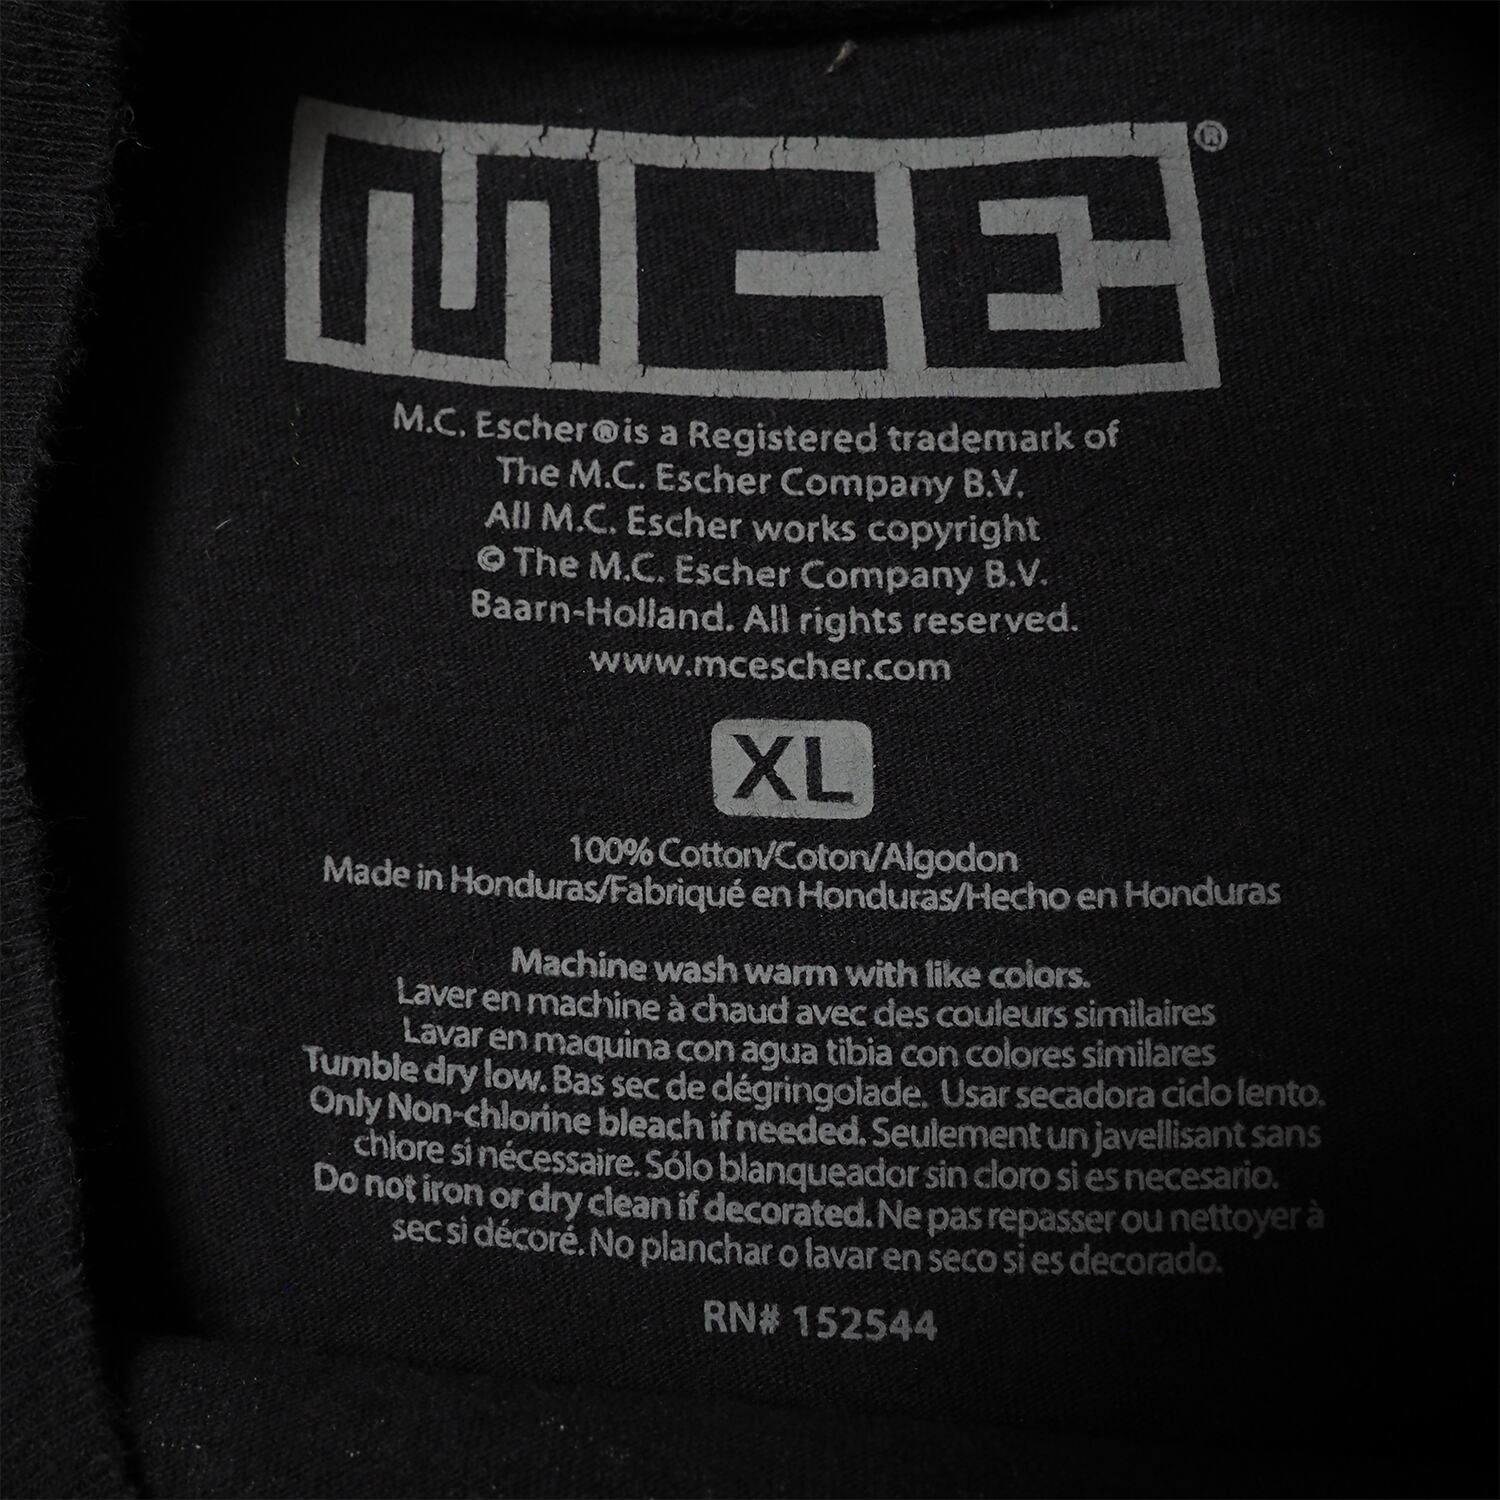 MCE®
M.C. Escher® is a Registered trademark of
The M.C. Escher Company B.V.
All M.C. Escher works copyright
© The M.C. Escher Company B.V.
Baarn-Holland. All rights reserved.
www.mcescher.com
XL
100% Cotton/Coton/Algodon
Made in Honduras/Fabriqué en Honduras/Hecho en Honduras
Machine wash warm with like colors.
Laver en machine à chaud avec des couleurs similaires
Lavar en maquina con agua tibia con colores similares
Tumble dry low. Bas sec de dégringolade. Usar secadora ciclo lento.
Only Non-chlorine bleach if needed. Seulement un javellisant sans
chlore si nécessaire. Sólo blanqueador sin cloro si es necesario.
Do not iron or dry clean if decorated. Ne pas repasser ou nettoyer à
sec si décoré. No planchar o lavar en seco si es decorado.
RN# 152544